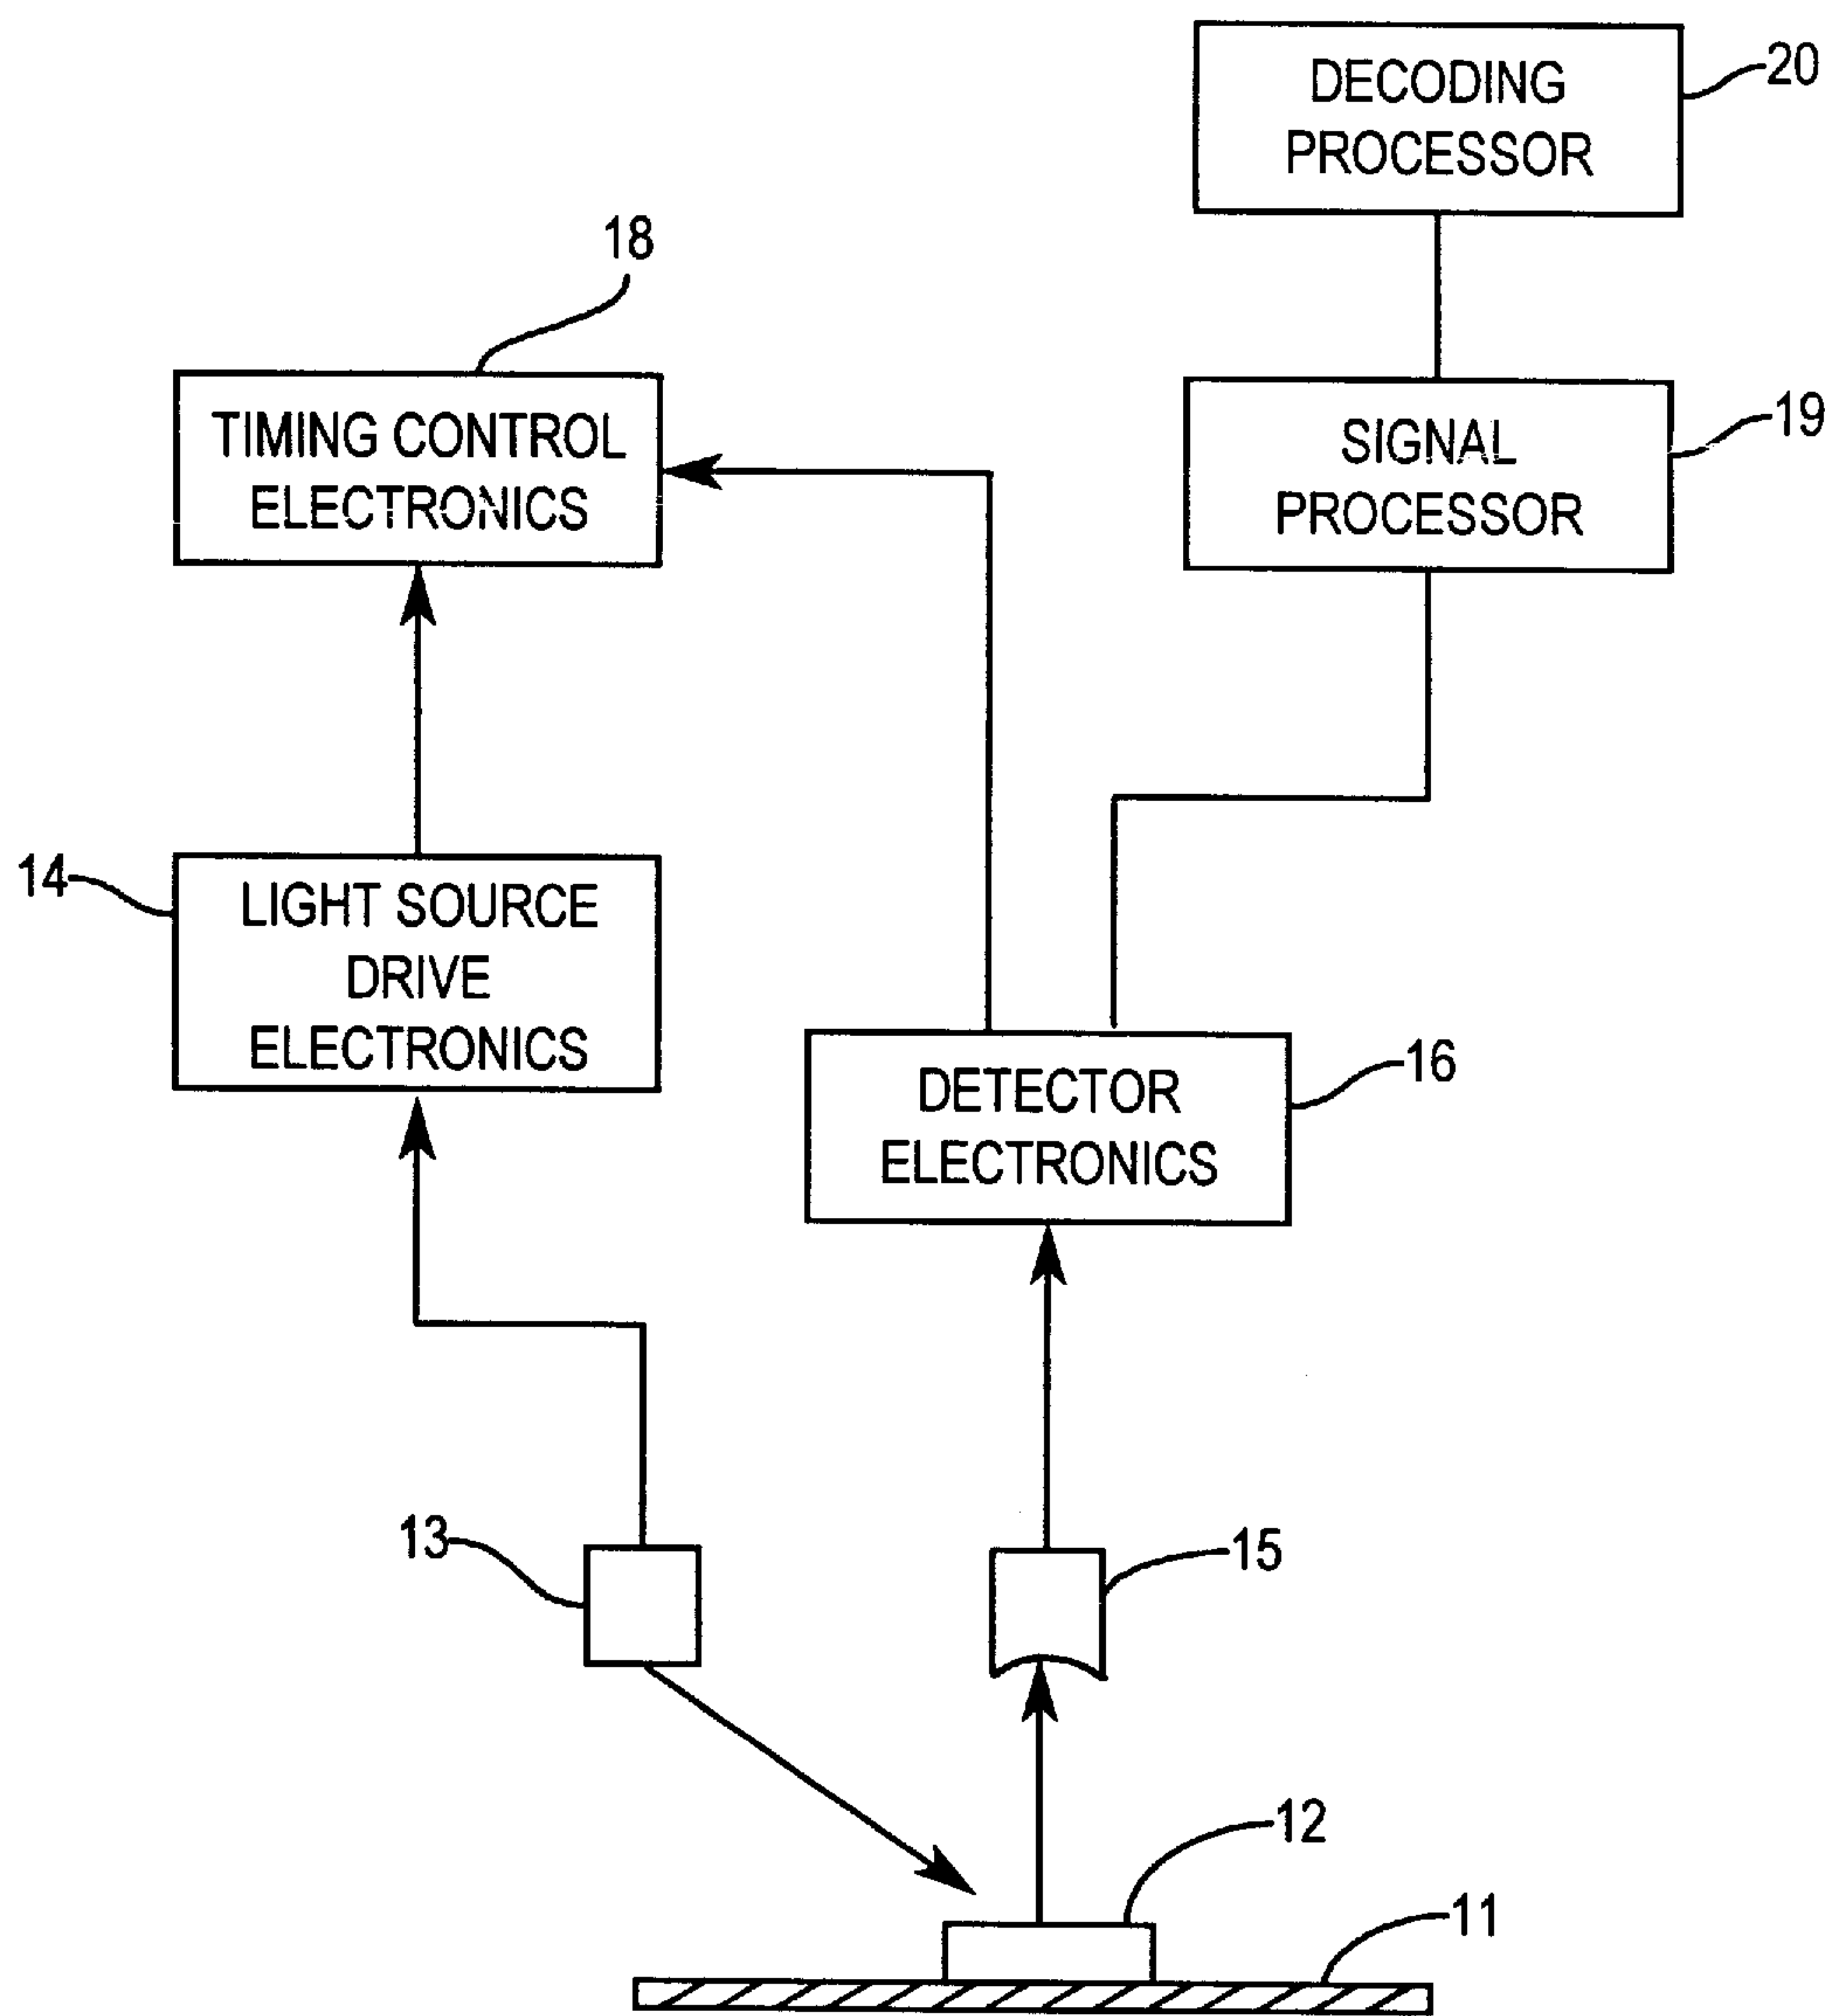 DECODING
PROCESSOR
20
18
TIMING CONTROL
ELECTRONICS
SIGNAL
PROCESSOR
19
14
LIGHT SOURCE
DRIVE
ELECTRONICS
DETECTOR
ELECTRONICS
16
13
15
12
11